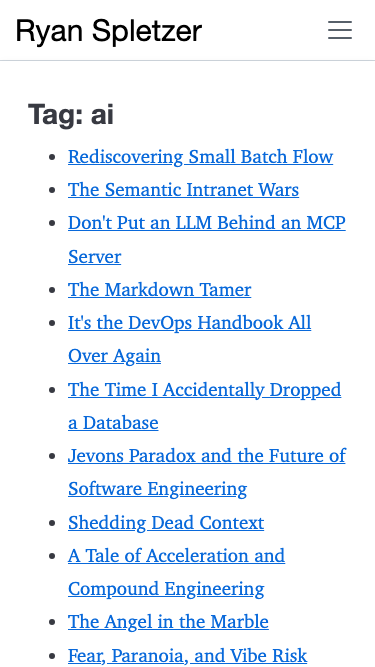 Ryan Spletzer
Tag: ai
Rediscovering Small Batch Flow
The Semantic Intranet Wars
Don't Put an LLM Behind an MCP
Server
The Markdown Tamer
It's the DevOps Handbook All
Over Again
The Time I Accidentally Dropped
a Database
Jevons Paradox and the Future of
Software Engineering
Shedding Dead Context
A Tale of Acceleration and
Compound Engineering
The Angel in the Marble
Fear, Paranoia, and Vibe Risk